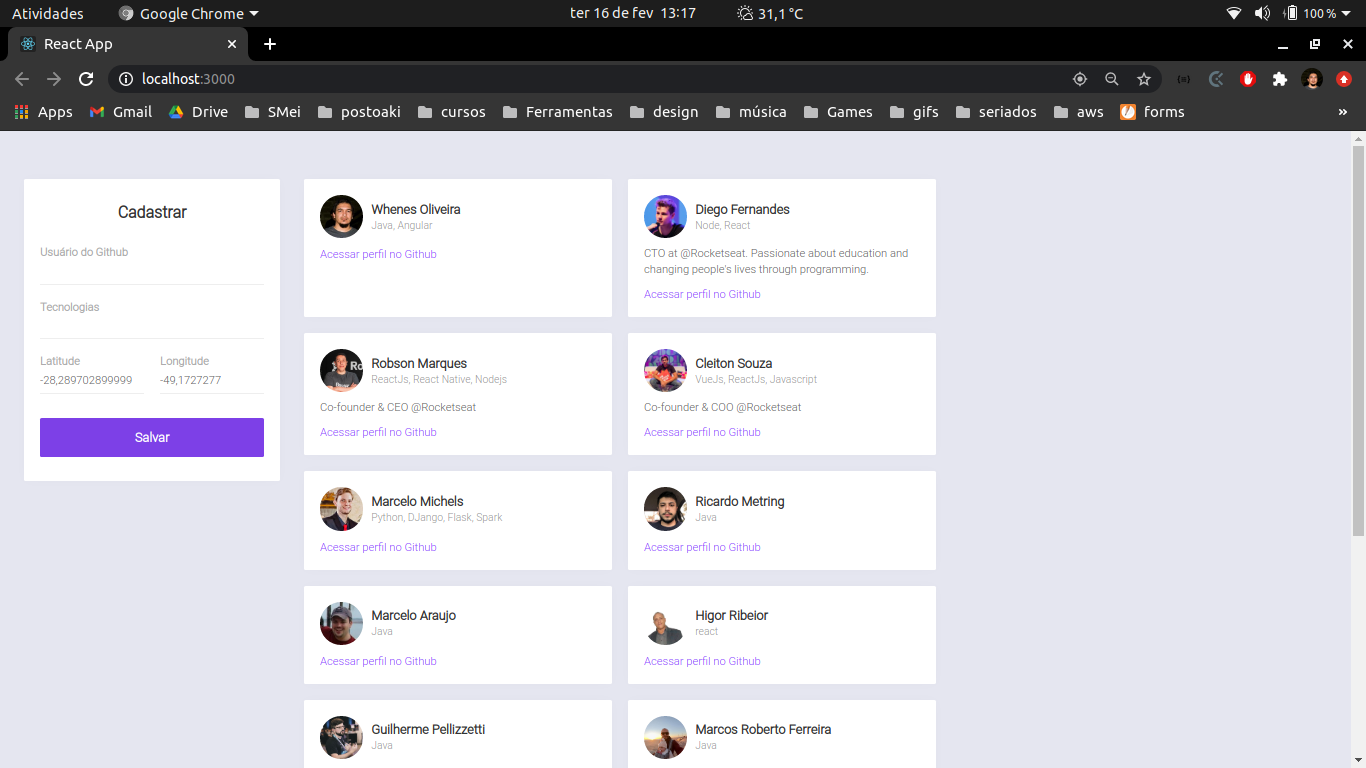 Atividades
Google Chrome
ter 16 de fev 13:17
31,1 °C
100 %
React App
localhost:3000
Apps
Gmail
Drive
SMei
postoaki
cursos
Ferramentas
design
música
Games
gifs
seriados
aws
forms
»
Cadastrar
Usuário do Github
Tecnologias
Latitude
Longitude
-28,289702899999
-49,1727277
Salvar
Whenes Oliveira
Java, Angular
Acessar perfil no Github
Diego Fernandes
Node, React
CTO at @Rocketseat. Passionate about education and
changing people's lives through programming.
Acessar perfil no Github
Robson Marques
ReactJs, React Native, Nodejs
Co-founder & CEO @Rocketseat
Acessar perfil no Github
Cleiton Souza
VueJs, ReactJs, Javascript
Co-founder & COO @Rocketseat
Acessar perfil no Github
Marcelo Michels
Python, DJango, Flask, Spark
Acessar perfil no Github
Ricardo Metring
Java
Acessar perfil no Github
Marcelo Araujo
Java
Acessar perfil no Github
Higor Ribeior
react
Acessar perfil no Github
Guilherme Pellizzetti
Java
Marcos Roberto Ferreira
Java